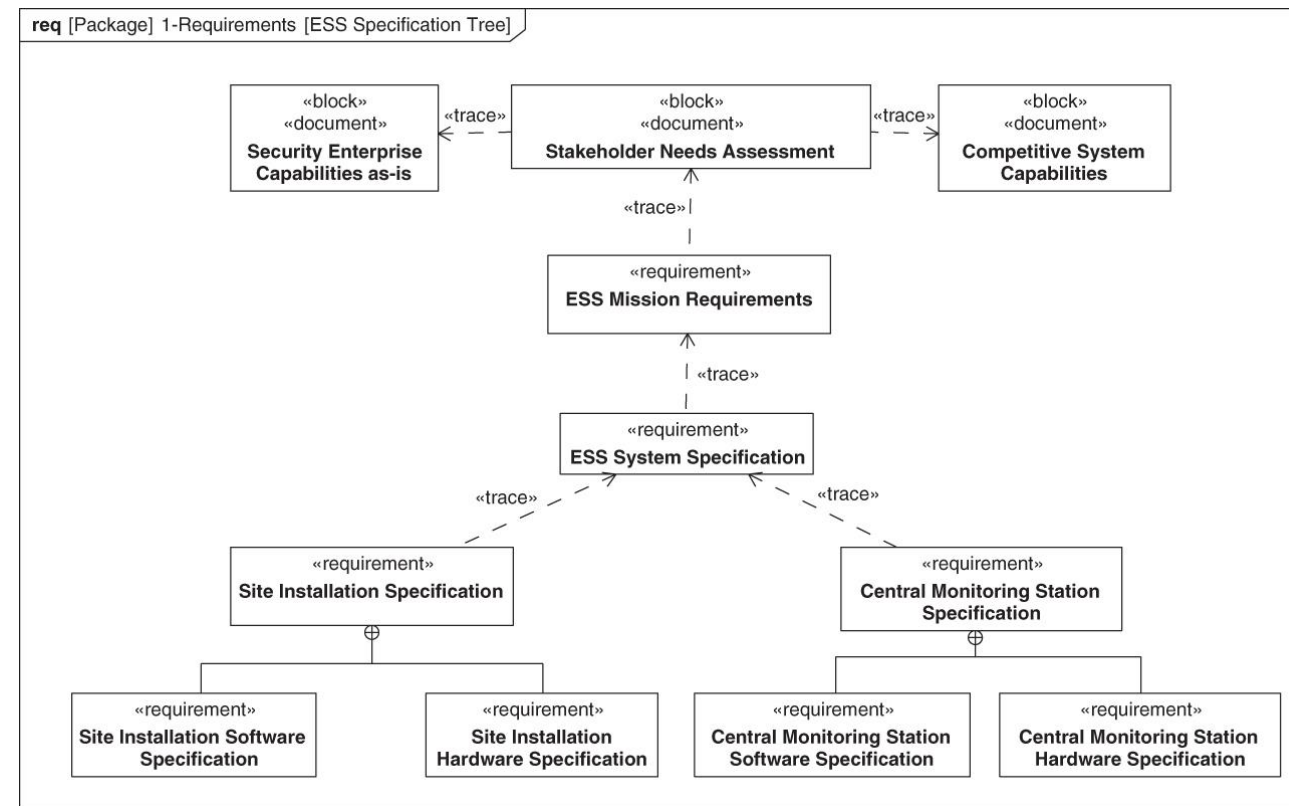 req [Package] 1-Requirements [ESS Specification Tree]
«block»
«document»
Security Enterprise
Capabilities as-is
«trace»
«block»
«document»
Stakeholder Needs Assessment
«trace»
«block»
«document»
Competitive System
Capabilities
«trace»
«requirement»
ESS Mission Requirements
«trace»
«requirement»
ESS System Specification
«trace»
«trace»
«requirement»
Site Installation Specification
«requirement»
Central Monitoring Station
Specification
«requirement»
Site Installation Software
Specification
«requirement»
Site Installation
Hardware Specification
«requirement»
Central Monitoring Station
Software Specification
«requirement»
Central Monitoring Station
Hardware Specification